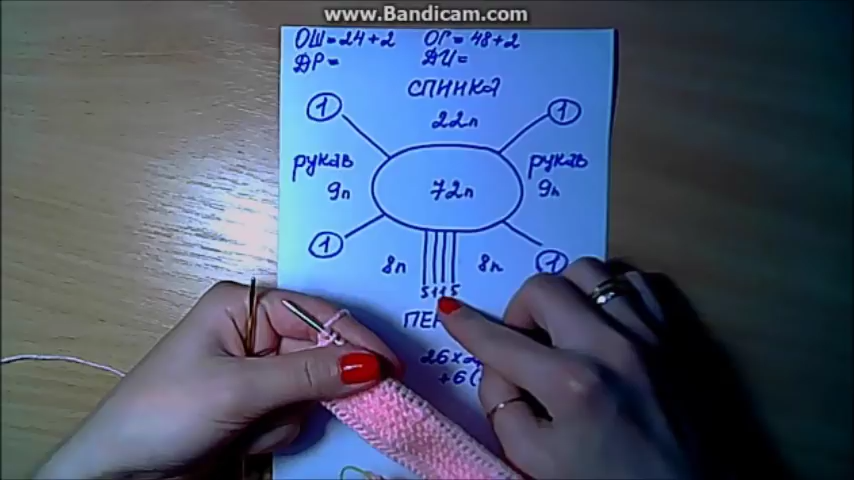 www.Bandicam.com
ОШ=24+2 ОГ=48+2
ДР= ДИ=
СПИНКА
1 22п 1
рукав рукав
9п 72п 9п
1 8п 8п 1
5115